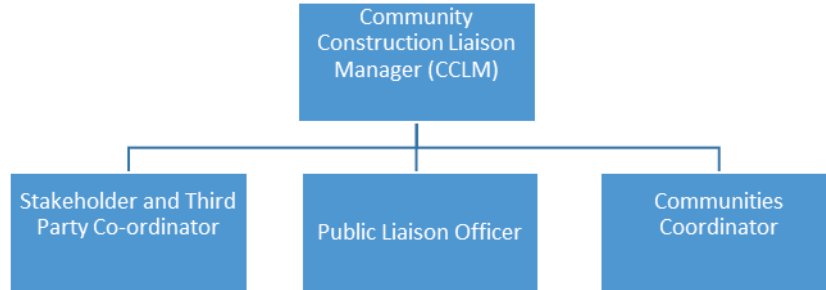 Community
Construction Liaison
Manager (CCLM)
Stakeholder and Third
Party Co-ordinator
Public Liaison Officer
Communities
Coordinator